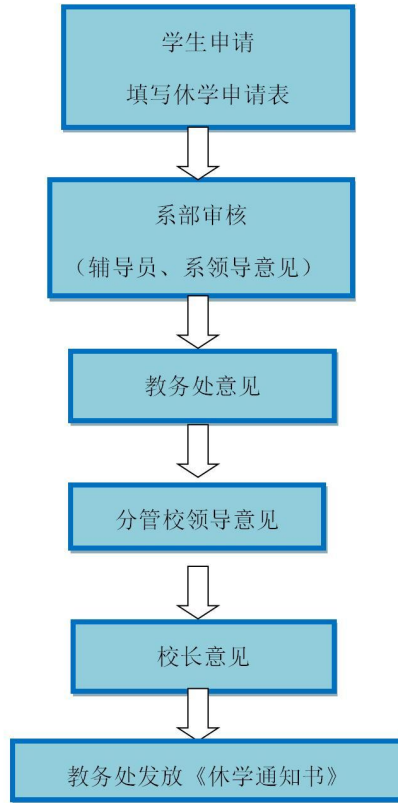 学生申请
填写休学申请表
系部审核
（辅导员、系领导意见）
教务处意见
分管校领导意见
校长意见
教务处发放《休学通知书》